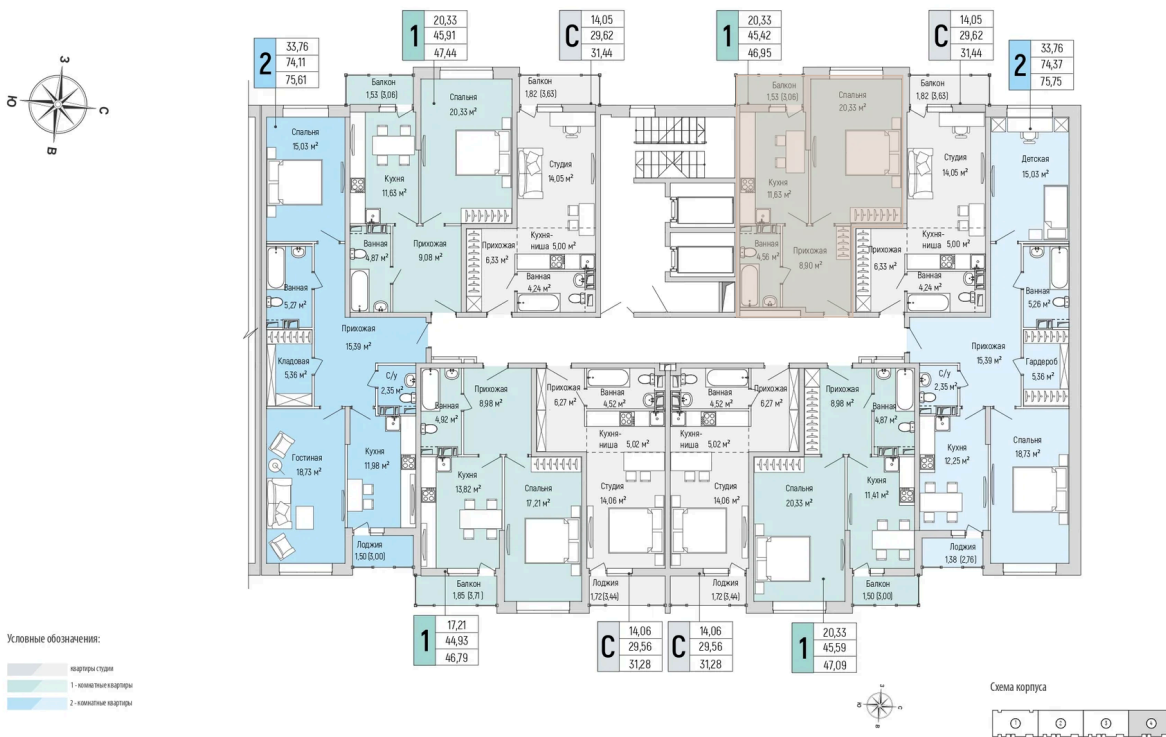 З
С
В
Ю
2
33,76
74,11
75,61
1
20,33
45,91
47,44
С
14,05
29,62
31,44
1
20,33
45,42
46,95
С
14,05
29,62
31,44
2
33,76
74,37
75,75
Балкон
1,53 (3,06)
Спальня
20,33 м²
Балкон
1,82 (3,63)
Балкон
1,53 (3,06)
Спальня
20,33 м²
Балкон
1,82 (3,63)
Спальня
15,03 м²
Кухня
11,63 м²
Студия
14,05 м²
Кухня
11,63 м²
Студия
14,05 м²
Детская
15,03 м²
Ванная
4,87 м²
Прихожая
9,08 м²
Прихожая
6,33 м²
Кухня-
ниша 5,00 м²
Ванная
4,24 м²
Ванная
4,56 м²
Прихожая
8,90 м²
Прихожая
6,33 м²
Кухня-
ниша 5,00 м²
Ванная
4,24 м²
Ванная
5,27 м²
Ванная
5,26 м²
Прихожая
15,39 м²
Прихожая
15,39 м²
Кладовая
5,36 м²
С/у
2,35 м²
Гардероб
5,36 м²
С/у
2,35 м²
Ванная
4,92 м²
Прихожая
8,98 м²
Прихожая
6,27 м²
Ванная
4,52 м²
Ванная
4,52 м²
Прихожая
6,27 м²
Прихожая
8,98 м²
Ванная
4,87 м²
Кухня-
ниша 5,02 м²
Кухня-
ниша 5,02 м²
Гостиная
18,73 м²
Кухня
11,98 м²
Кухня
13,82 м²
Спальня
17,21 м²
Студия
14,06 м²
Студия
14,06 м²
Спальня
20,33 м²
Кухня
11,41 м²
Кухня
12,25 м²
Спальня
18,73 м²
Лоджия
1,50 (3,00)
Балкон
1,85 (3,71)
Лоджия
1,72 (3,44)
Лоджия
1,72 (3,44)
Балкон
1,50 (3,00)
Лоджия
1,38 (2,76)
1
17,21
44,93
46,79
С
14,06
29,56
31,28
С
14,06
29,56
31,28
1
20,33
45,59
47,09
Условные обозначения:
квартиры студии
1 - комнатные квартиры
2 - комнатные квартиры
З
С
В
Ю
Схема корпуса
1
2
3
4